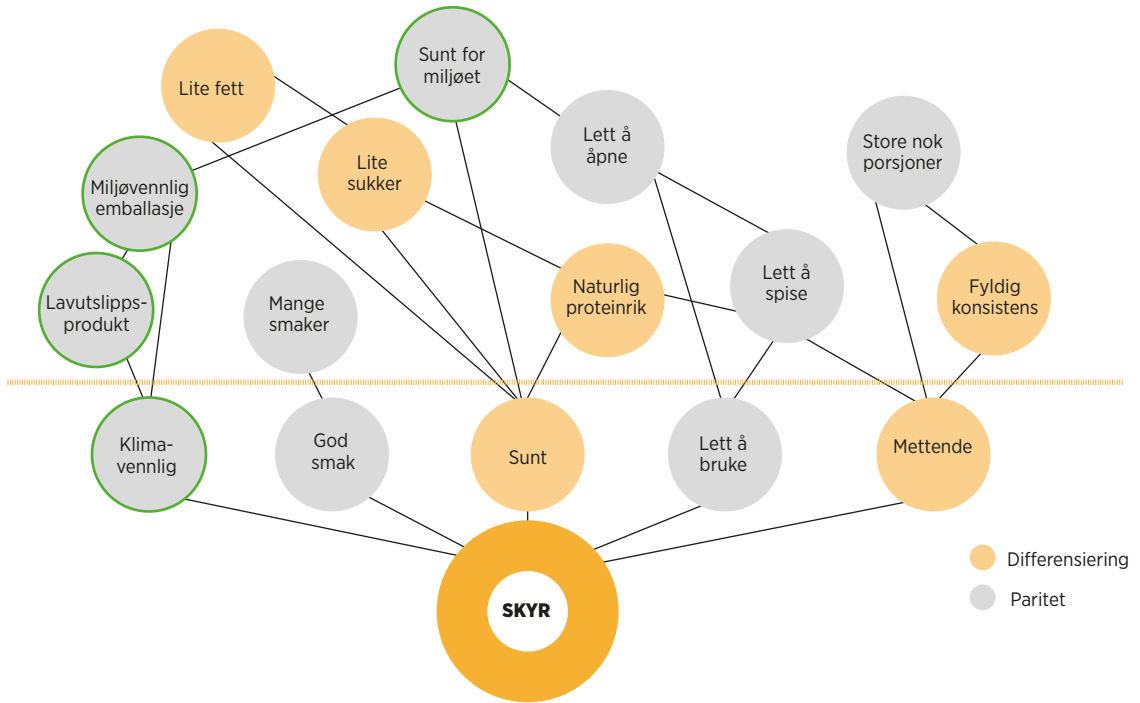 Lite fett
Sunt for
miljøet
Lett å
åpne
Store nok
porsjoner
Lite
sukker
Miljøvennlig
emballasje
Lavutslipps-
produkt
Mange
smaker
Naturlig
proteinrik
Lett å
spise
Fyldig
konsistens
Klima-
vennlig
God
smak
Sunt
Lett å
bruke
Mettende
SKYR
Differensiering
Paritet